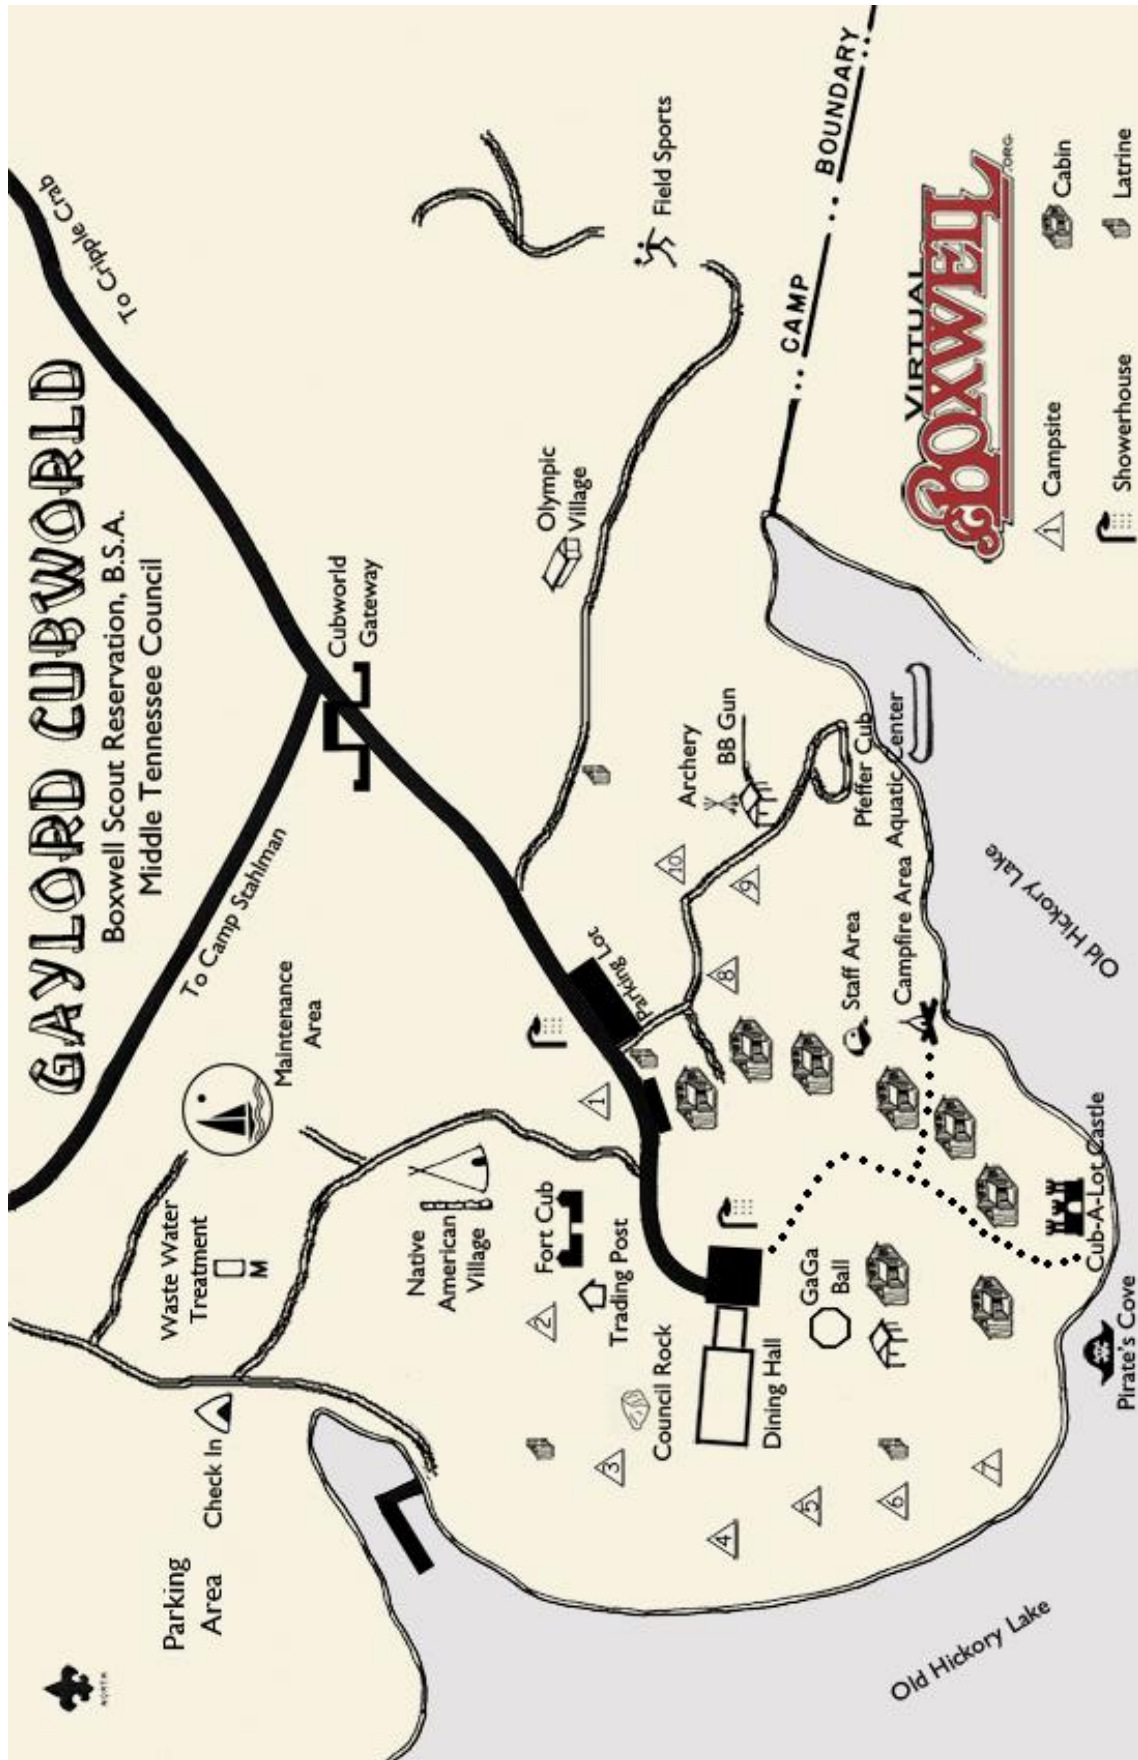 GAYLORD CUBWORLD
Boxwell Scout Reservation, B.S.A.
Middle Tennessee Council
NORTH
Parking
Area
Check In
Waste Water
Treatment
M
Maintenance
Area
To Camp Stahlman
To Cripple Crab
Cubworld
Gateway
Native
American
Village
Fort Cub
Trading Post
2
1
3
Council Rock
Dining Hall
4
5
6
7
GaGa
Ball
Parking Lot
8
9
10
Archery
BB Gun
Olympic
Village
Field Sports
Staff Area
Campfire Area
Pfeffer Cub
Aquatic Center
Cub-A-Lot Castle
Pirate's Cove
Old Hickory Lake
Old Hickory Lake
CAMP BOUNDARY
VIRTUAL
BOXWELL
.ORG
1 Campsite
Cabin
Showerhouse
Latrine